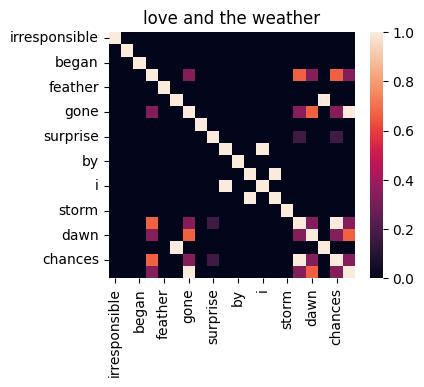 love and the weather
irresponsible
began
feather
gone
surprise
by
i
storm
dawn
chances
1.0
0.8
0.6
0.4
0.2
0.0
irresponsible
began
feather
gone
surprise
by
i
storm
dawn
chances